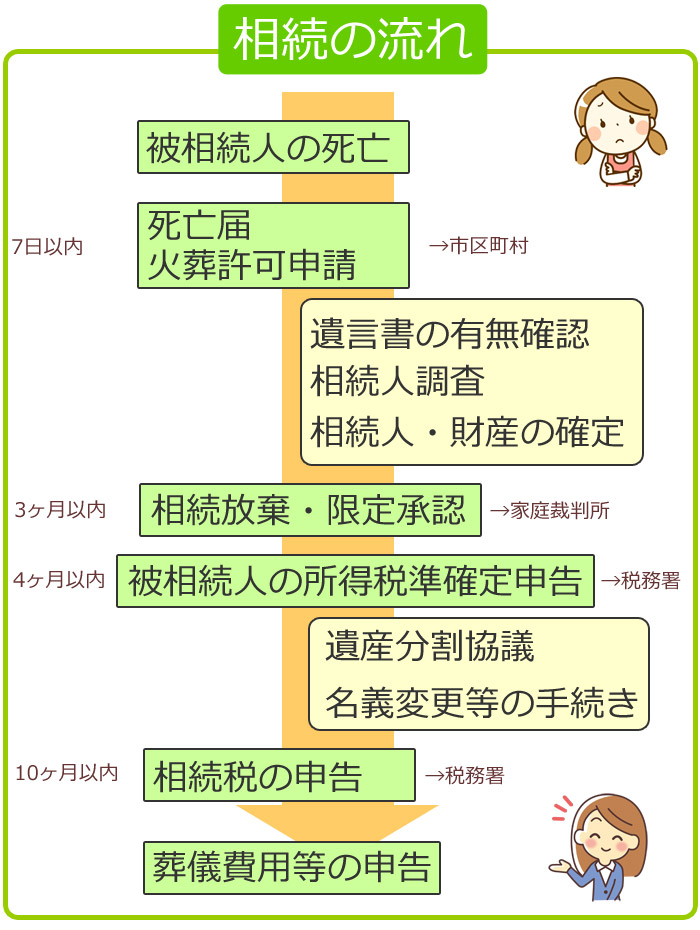 相続の流れ
被相続人の死亡
7日以内
死亡届
火葬許可申請
→市区町村
遺言書の有無確認
相続人調査
相続人・財産の確定
3ヶ月以内
相続放棄・限定承認
→家庭裁判所
4ヶ月以内
被相続人の所得税準確定申告
→税務署
遺産分割協議
名義変更等の手続き
10ヶ月以内
相続税の申告
→税務署
葬儀費用等の申告